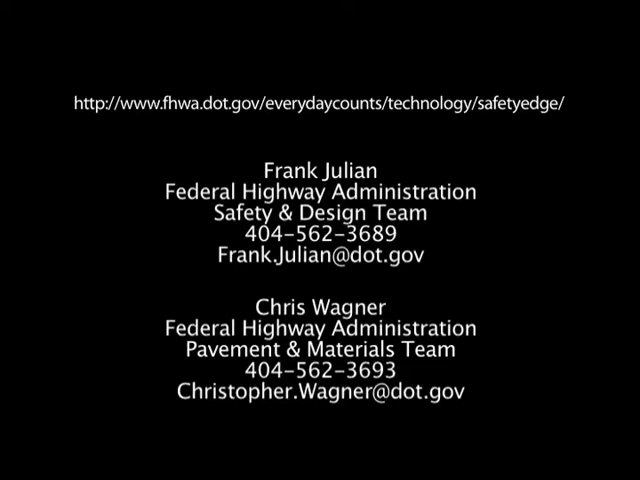 http://www.fhwa.dot.gov/everydaycounts/technology/safetyedge/
Frank Julian
Federal Highway Administration
Safety & Design Team
404-562-3689
Frank.Julian@dot.gov
Chris Wagner
Federal Highway Administration
Pavement & Materials Team
404-562-3693
Christopher.Wagner@dot.gov